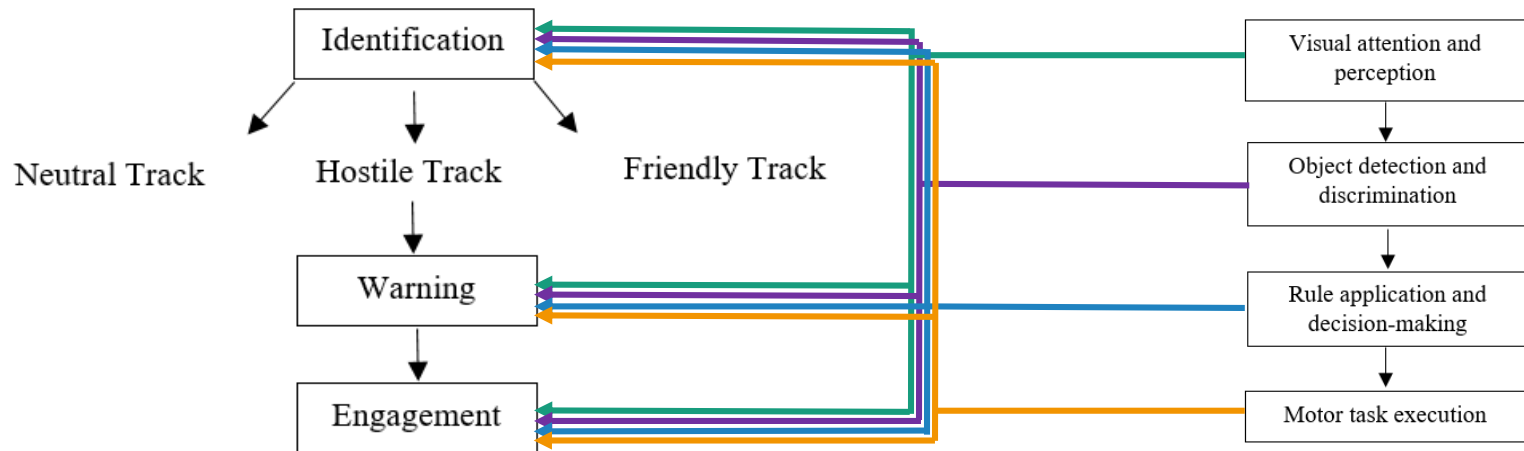 Identification
Neutral Track
Hostile Track
Friendly Track
Warning
Engagement
Visual attention and
perception
Object detection and
discrimination
Rule application and
decision-making
Motor task execution